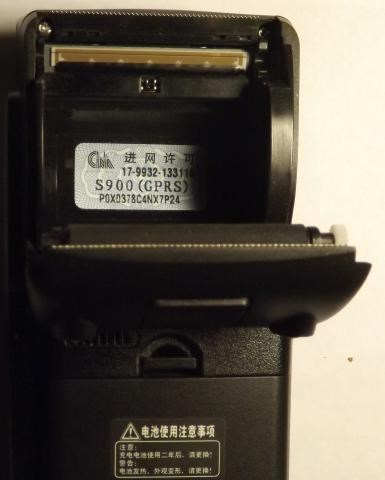 进网许可
17-9932-13311
S900(GPRS)
P0X0378C4NX7P24
电池使用注意事项
注意:
充电电池使用二年后、请更换!
警告:
电池发热、外观变形、请更换!